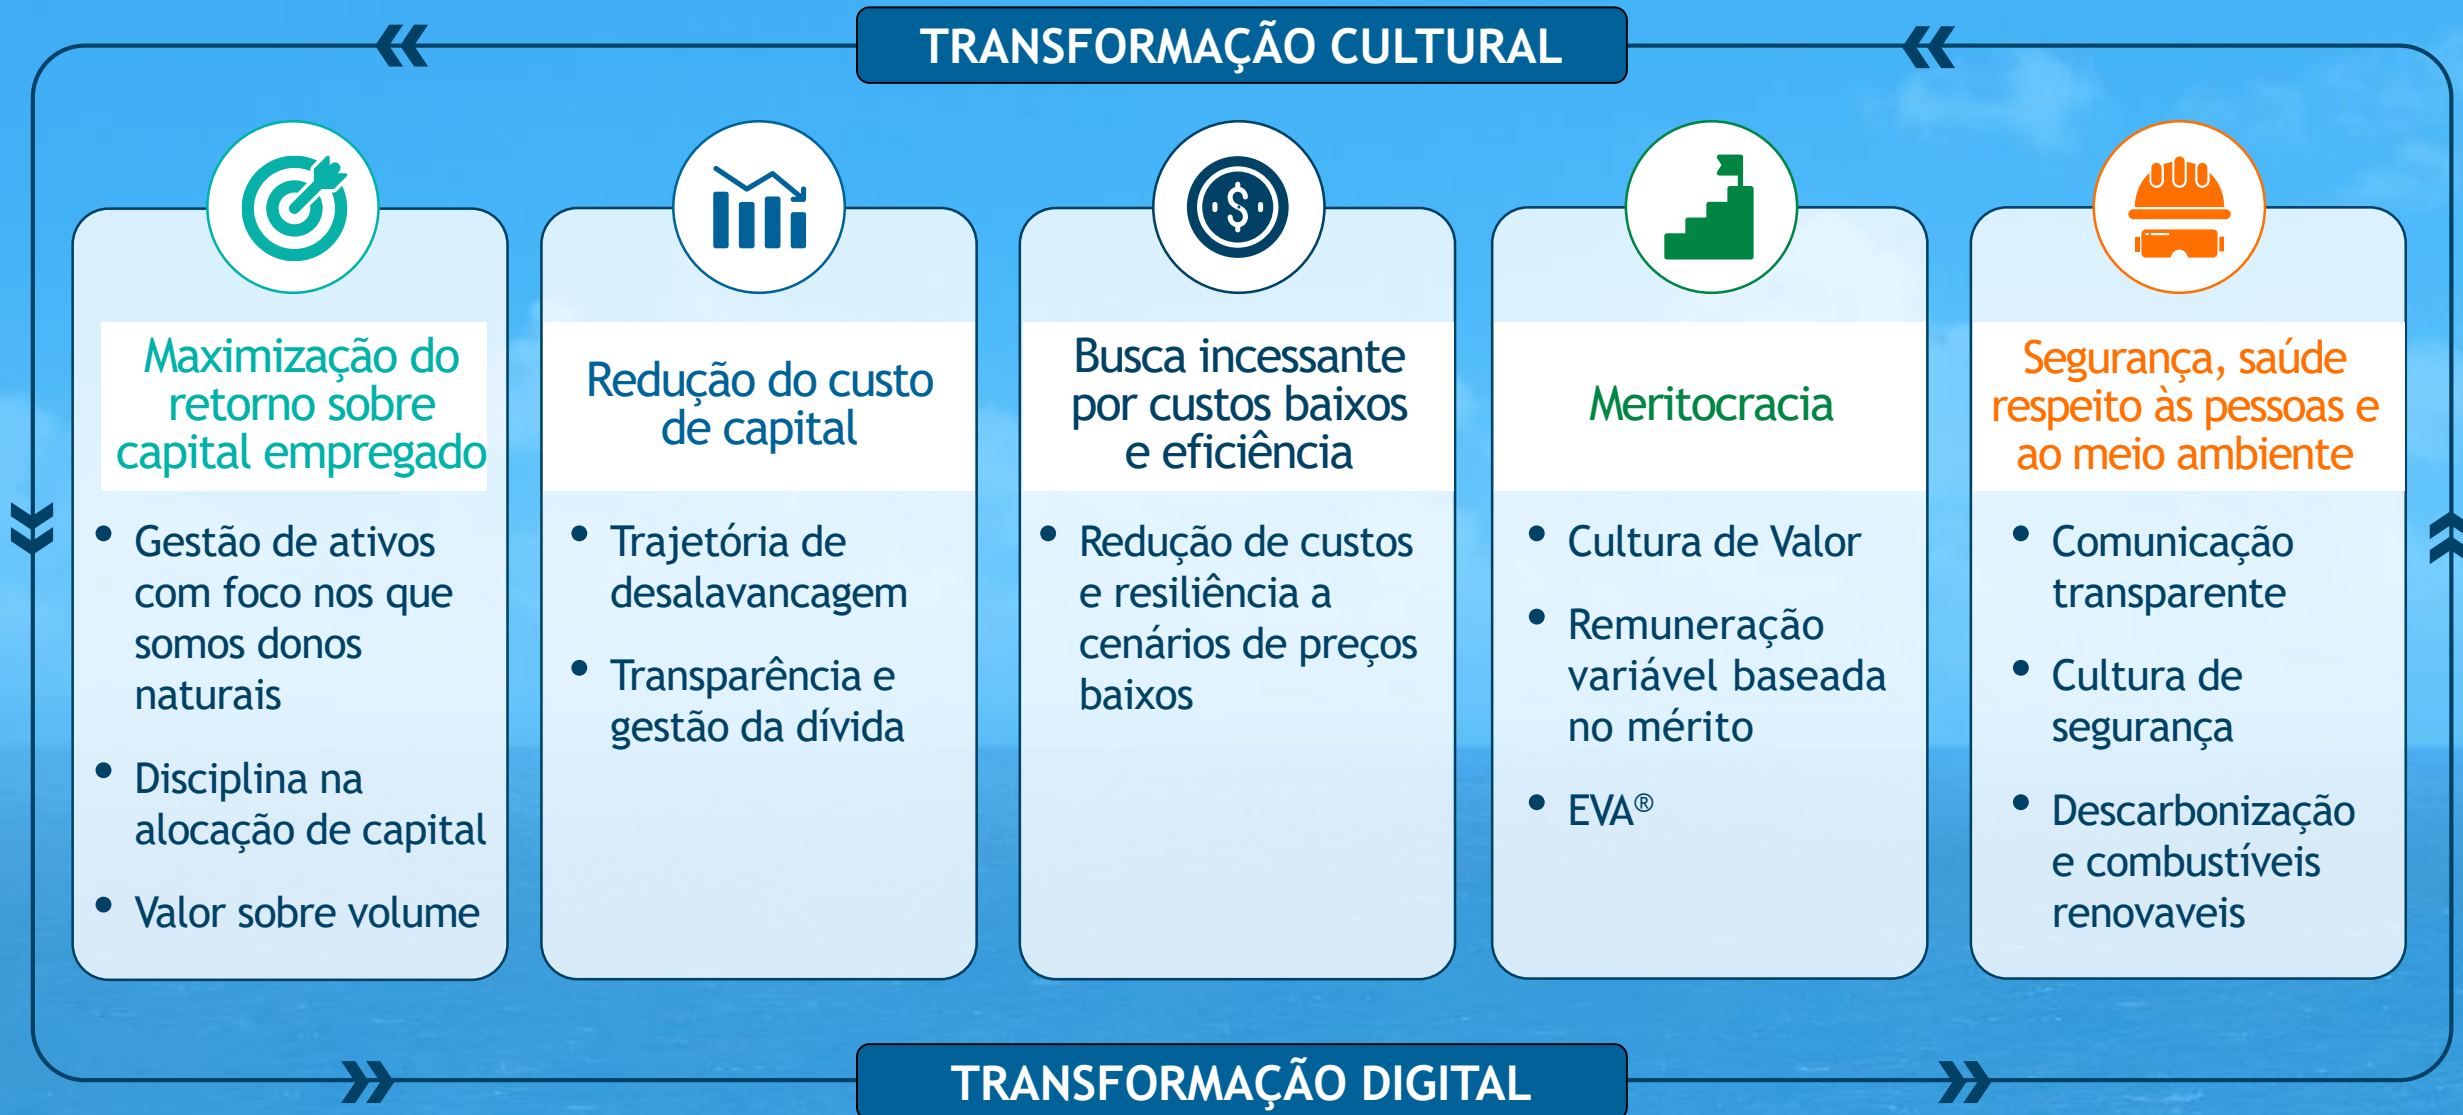 TRANSFORMAÇÃO CULTURAL
Maximização do
retorno sobre
capital empregado
• Gestão de ativos
com foco nos que
somos donos
naturais
• Disciplina na
alocação de capital
• Valor sobre volume
Redução do custo
de capital
• Trajetória de
desalavancagem
• Transparência e
gestão da dívida
Busca incessante
por custos baixos
e eficiência
• Redução de custos
e resiliência a
cenários de preços
baixos
Meritocracia
• Cultura de Valor
• Remuneração
variável baseada
no mérito
• EVA®
Segurança, saúde
respeito às pessoas e
ao meio ambiente
• Comunicação
transparente
• Cultura de
segurança
• Descarbonização
e combustíveis
renovaveis
TRANSFORMAÇÃO DIGITAL